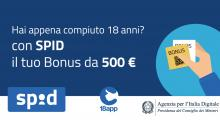 Hai appena compiuto 18 anni?
con SPID
il tuo Bonus da 500 €
BONUS
BONUS
spid
18app
Agenzia per l'Italia Digitale
Presidenza del Consiglio dei Ministri